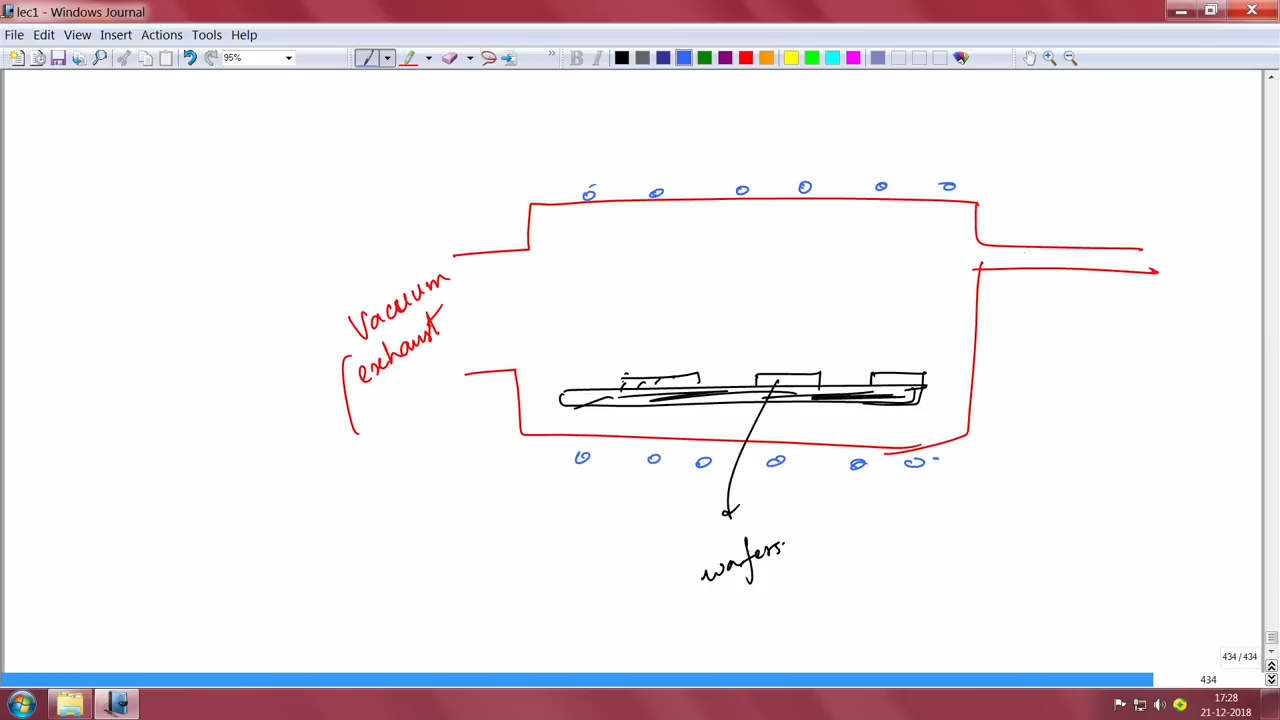 lec1 - Windows Journal
File Edit View Insert Actions Tools Help
95%
B I
Vacuum
exhaust
wafers
434 / 434
434
17:28
21-12-2018